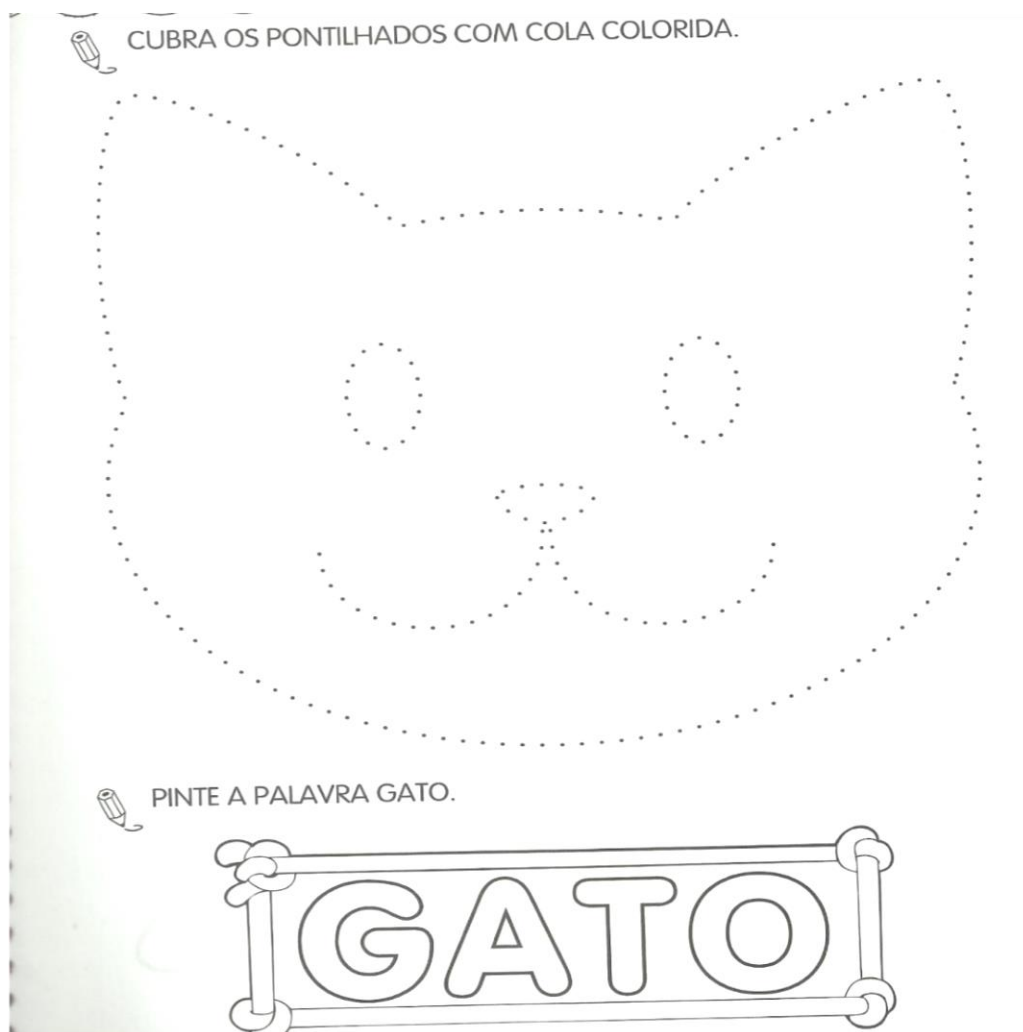 CUBRA OS PONTILHADOS COM COLA COLORIDA.
PINTE A PALAVRA GATO.
GATO